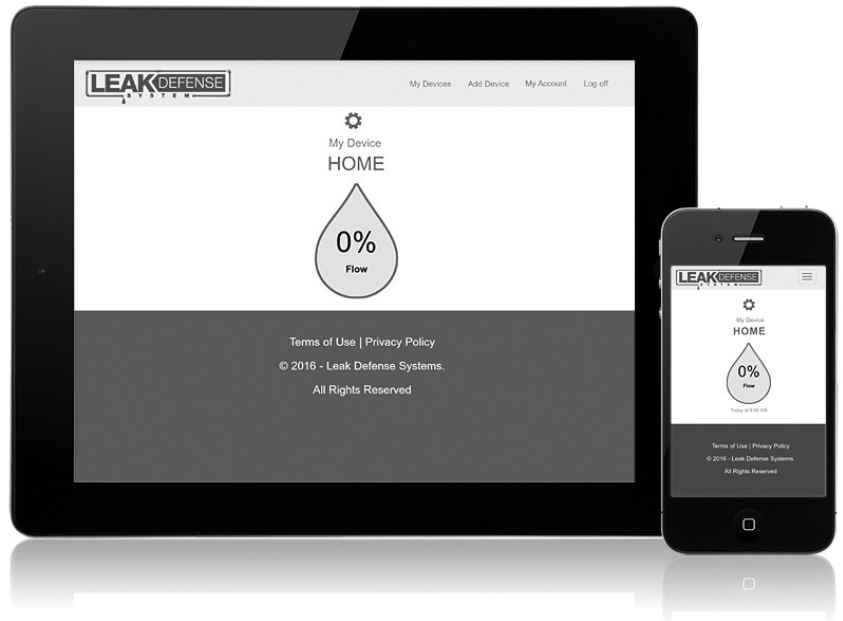 LEAK DEFENSE
SYSTEM
My Devices Add Device My Account Log off
My Device
HOME
0%
Flow
Terms of Use | Privacy Policy
© 2016 - Leak Defense Systems.
All Rights Reserved
LEAK DEFENSE
SYSTEM
My Device
HOME
0%
Flow
Terms of Use | Privacy Policy
© 2016 - Leak Defense Systems.
All Rights Reserved